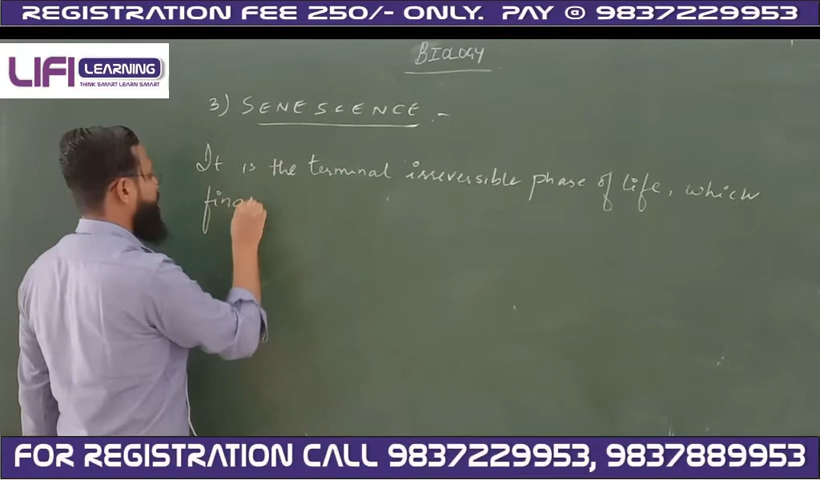 REGISTRATION FEE 250/- ONLY. PAY @ 9837229953
LIFI LEARNING
THINK SMART LEARN SMART
BIOLOGY
3) SENESCENCE :-
It is the terminal irreversible phase of life, which
fina
FOR REGISTRATION CALL 9837229953, 9837889953